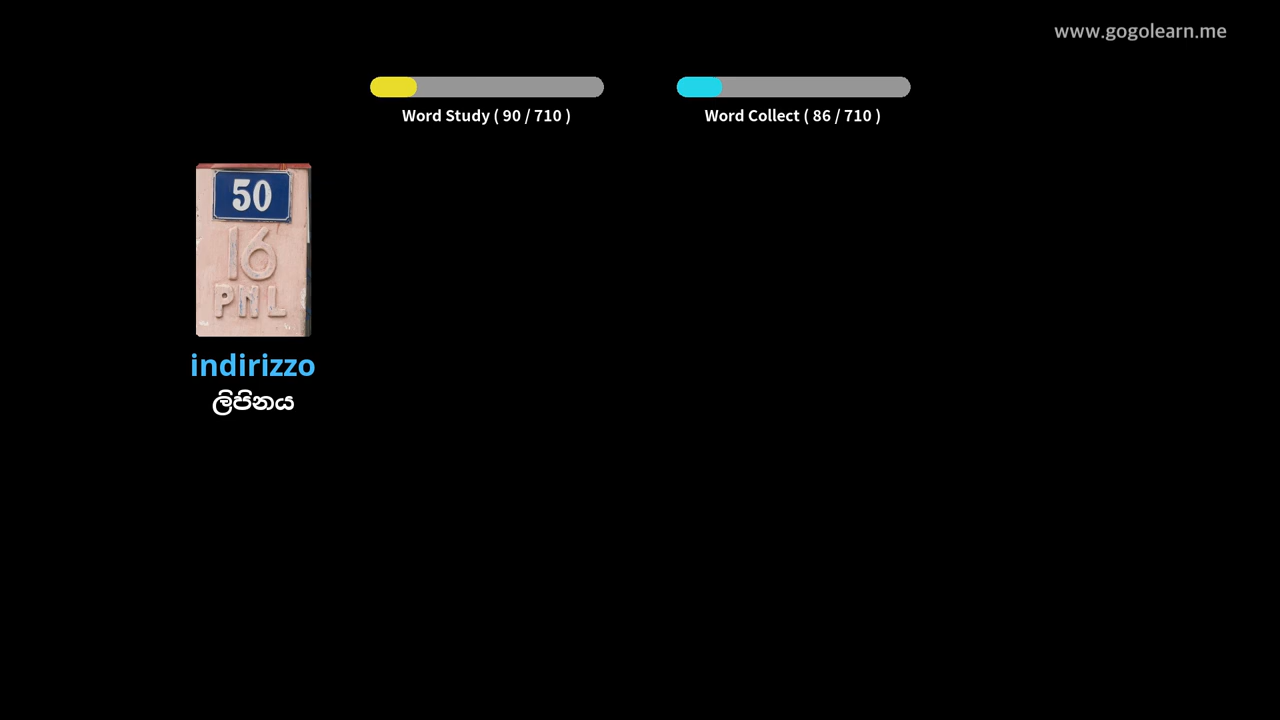 www.gogolearn.me
Word Study ( 90 / 710 )
Word Collect ( 86 / 710 )
50
16
PNL
indirizzo
ලිපිනය